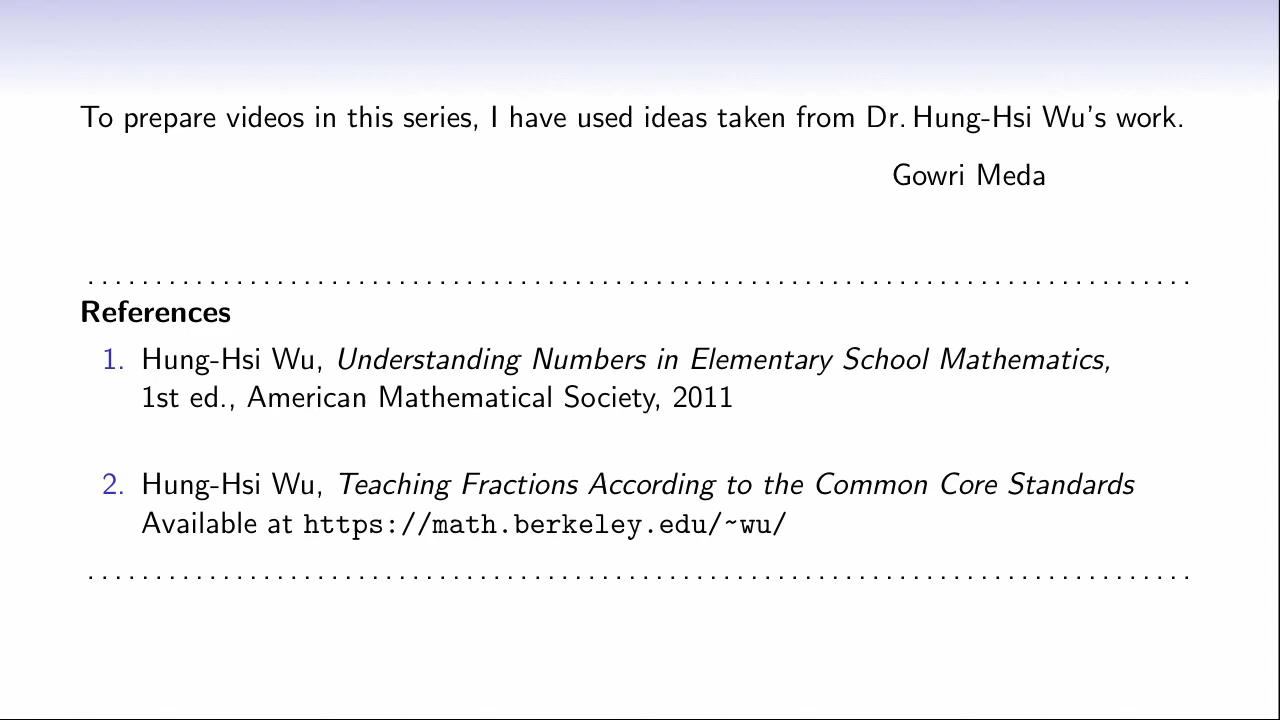 To prepare videos in this series, I have used ideas taken from Dr. Hung-Hsi Wu's work.
Gowri Meda
References
1. Hung-Hsi Wu, Understanding Numbers in Elementary School Mathematics,
1st ed., American Mathematical Society, 2011
2. Hung-Hsi Wu, Teaching Fractions According to the Common Core Standards
Available at https://math.berkeley.edu/~wu/